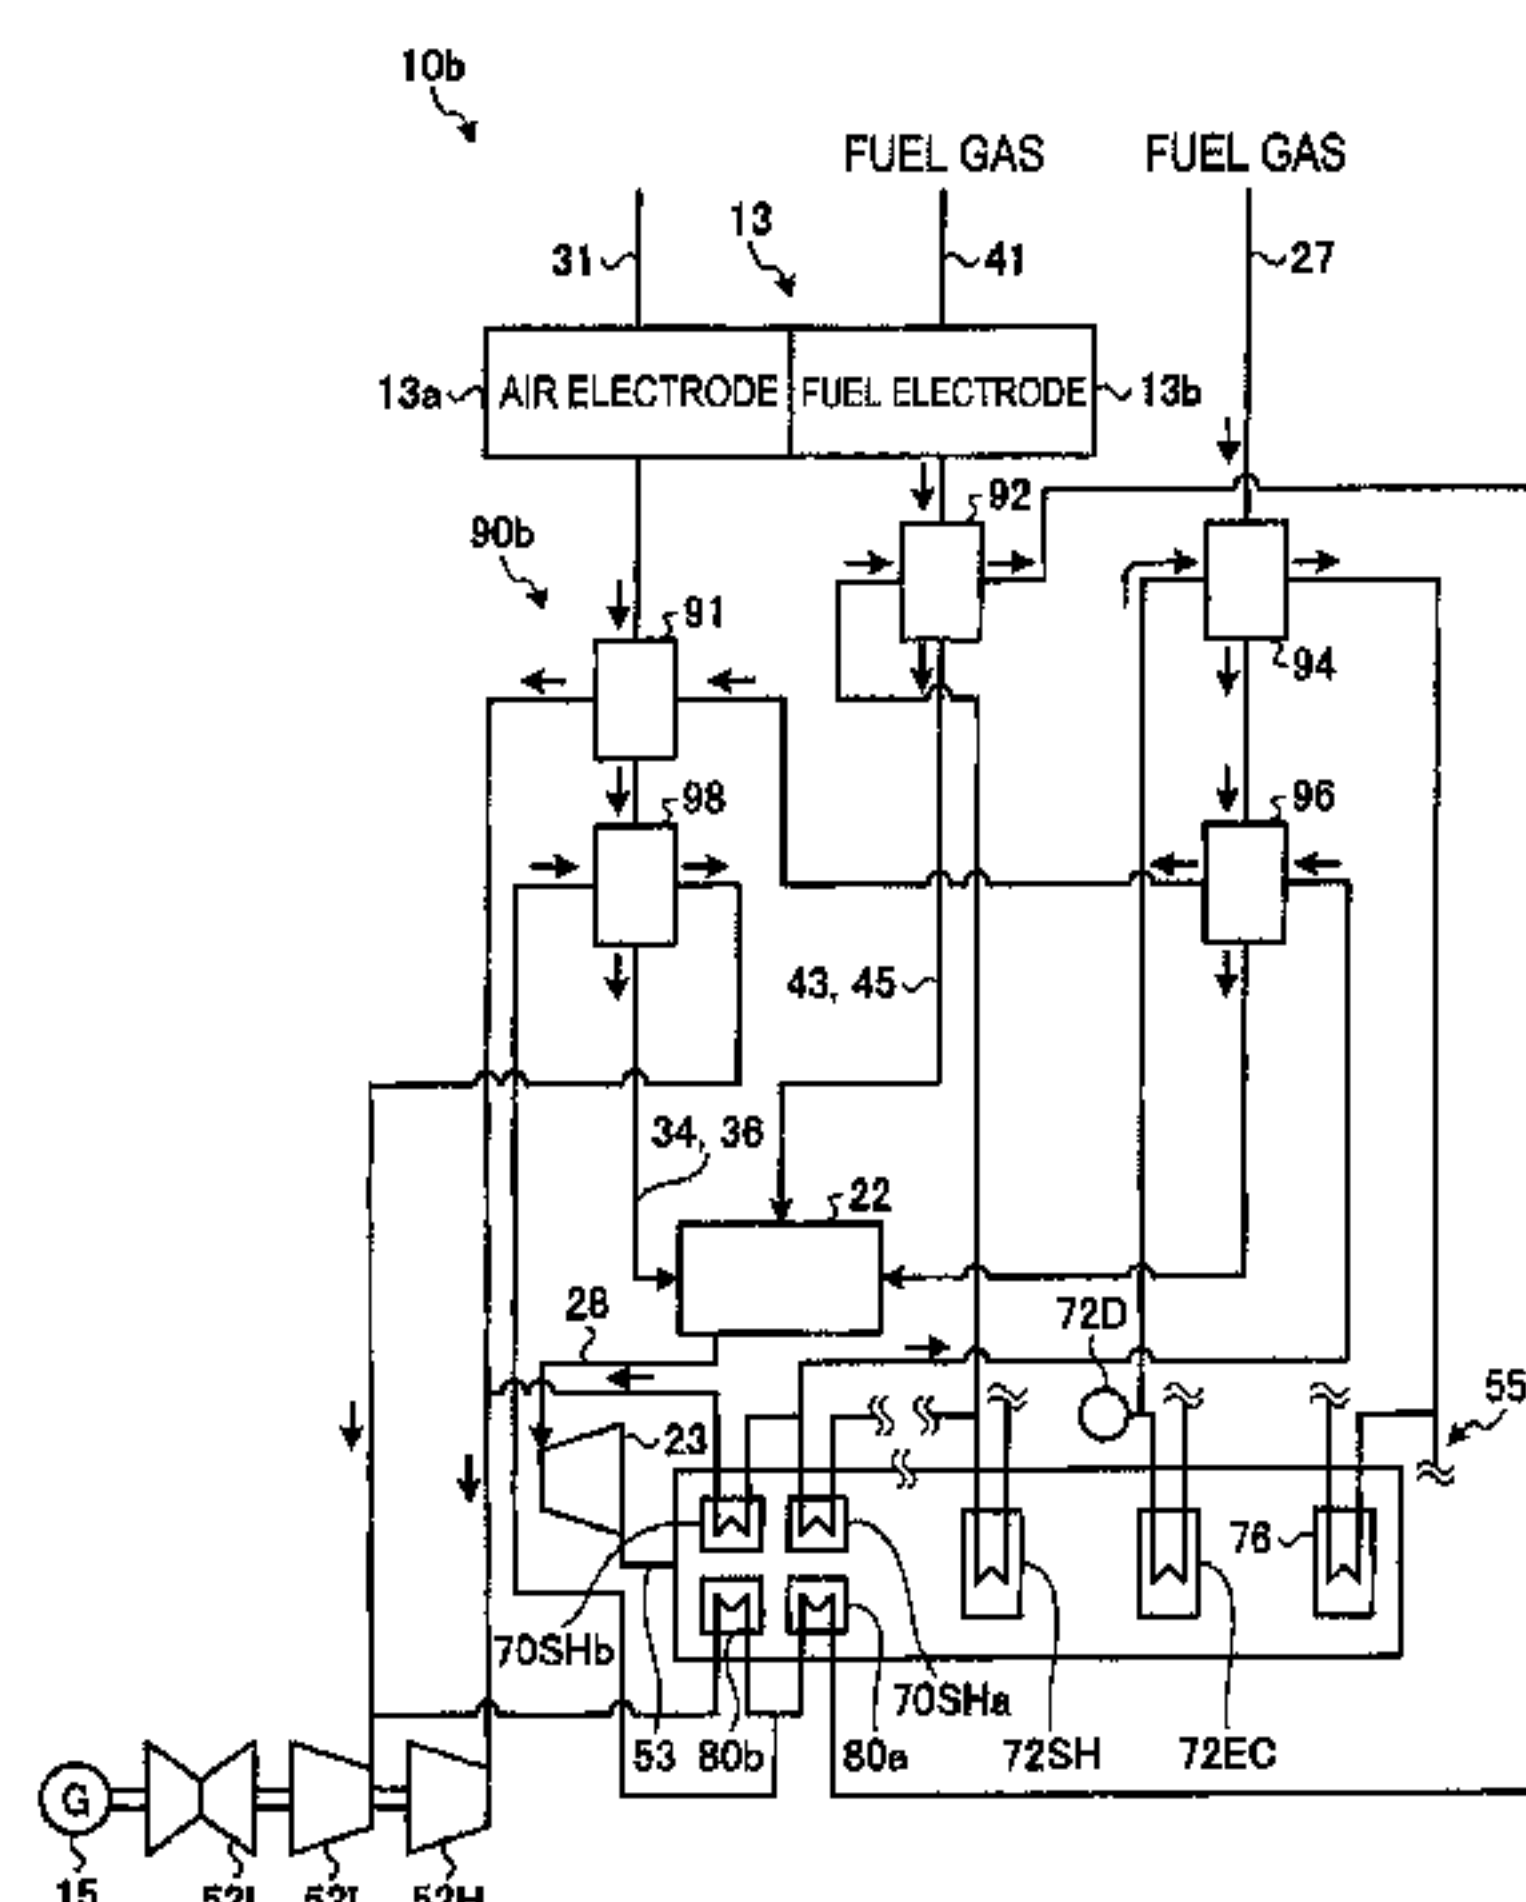 10b
FUEL GAS
FUEL GAS
13
31
41
27
13a
AIR ELECTRODE
FUEL ELECTRODE
13b
92
90b
91
94
98
96
43, 45
34, 36
22
28
72D
55
23
76
70SHb
70SHa
53
80b
80a
72SH
72EC
G
15